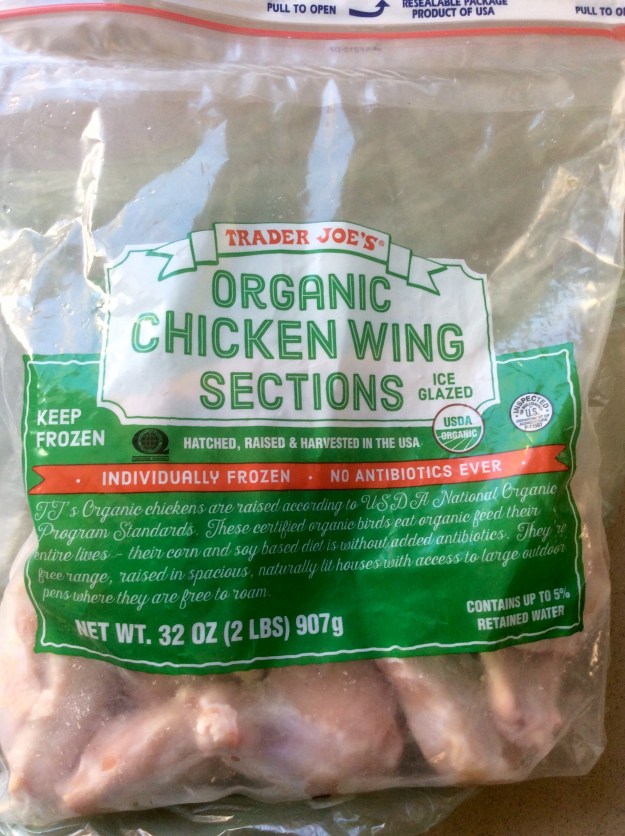 PULL TO OPEN
RESEALABLE PACKAGE
PRODUCT OF USA
PULL TO
TRADER JOE'S®
ORGANIC
CHICKEN WING
SECTIONS
ICE
GLAZED
KEEP
FROZEN
HATCHED, RAISED & HARVESTED IN THE USA
USDA
ORGANIC
INSPECTED
U.S.
INDIVIDUALLY FROZEN • NO ANTIBIOTICS EVER
TJ's Organic chickens are raised according to USDA National Organic
Program Standards. These certified organic birds eat organic feed their
entire lives – their corn and soy based diet is without added antibiotics. They're
free range, raised in spacious, naturally lit houses with access to large outdoor
pens where they are free to roam.
NET WT. 32 OZ (2 LBS) 907g
CONTAINS UP TO 5%
RETAINED WATER